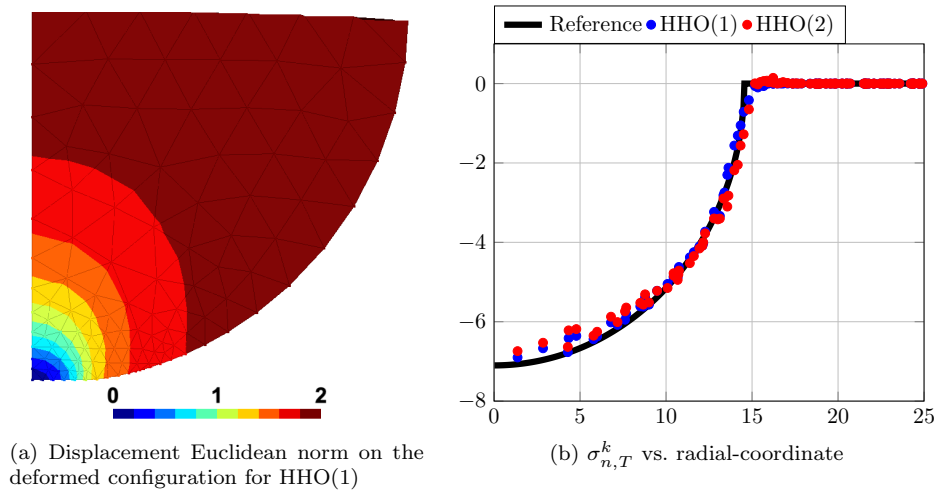 Reference HHO(1) HHO(2)
0
−2
−4
−6
−8
0 5 10 15 20 25
0 1 2
(a) Displacement Euclidean norm on the
deformed configuration for HHO(1)
(b) σ^k_{n,T} vs. radial-coordinate